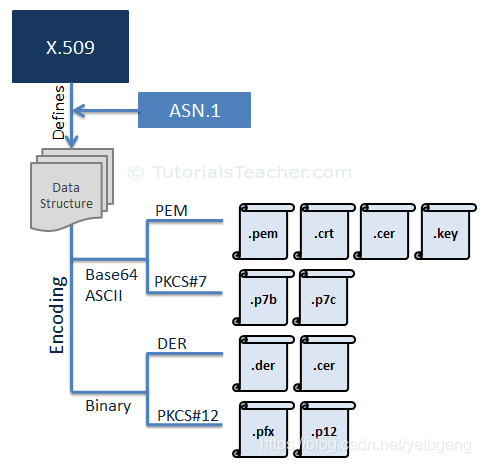 X.509
Defines
ASN.1
© TutorialsTeacher.com
Data
Structure
Encoding
Base64
ASCII
PEM
.pem
.crt
.cer
.key
PKCS#7
.p7b
.p7c
Binary
DER
.der
.cer
PKCS#12
.pfx
.p12
https://blog.csdn.net/yetugeng